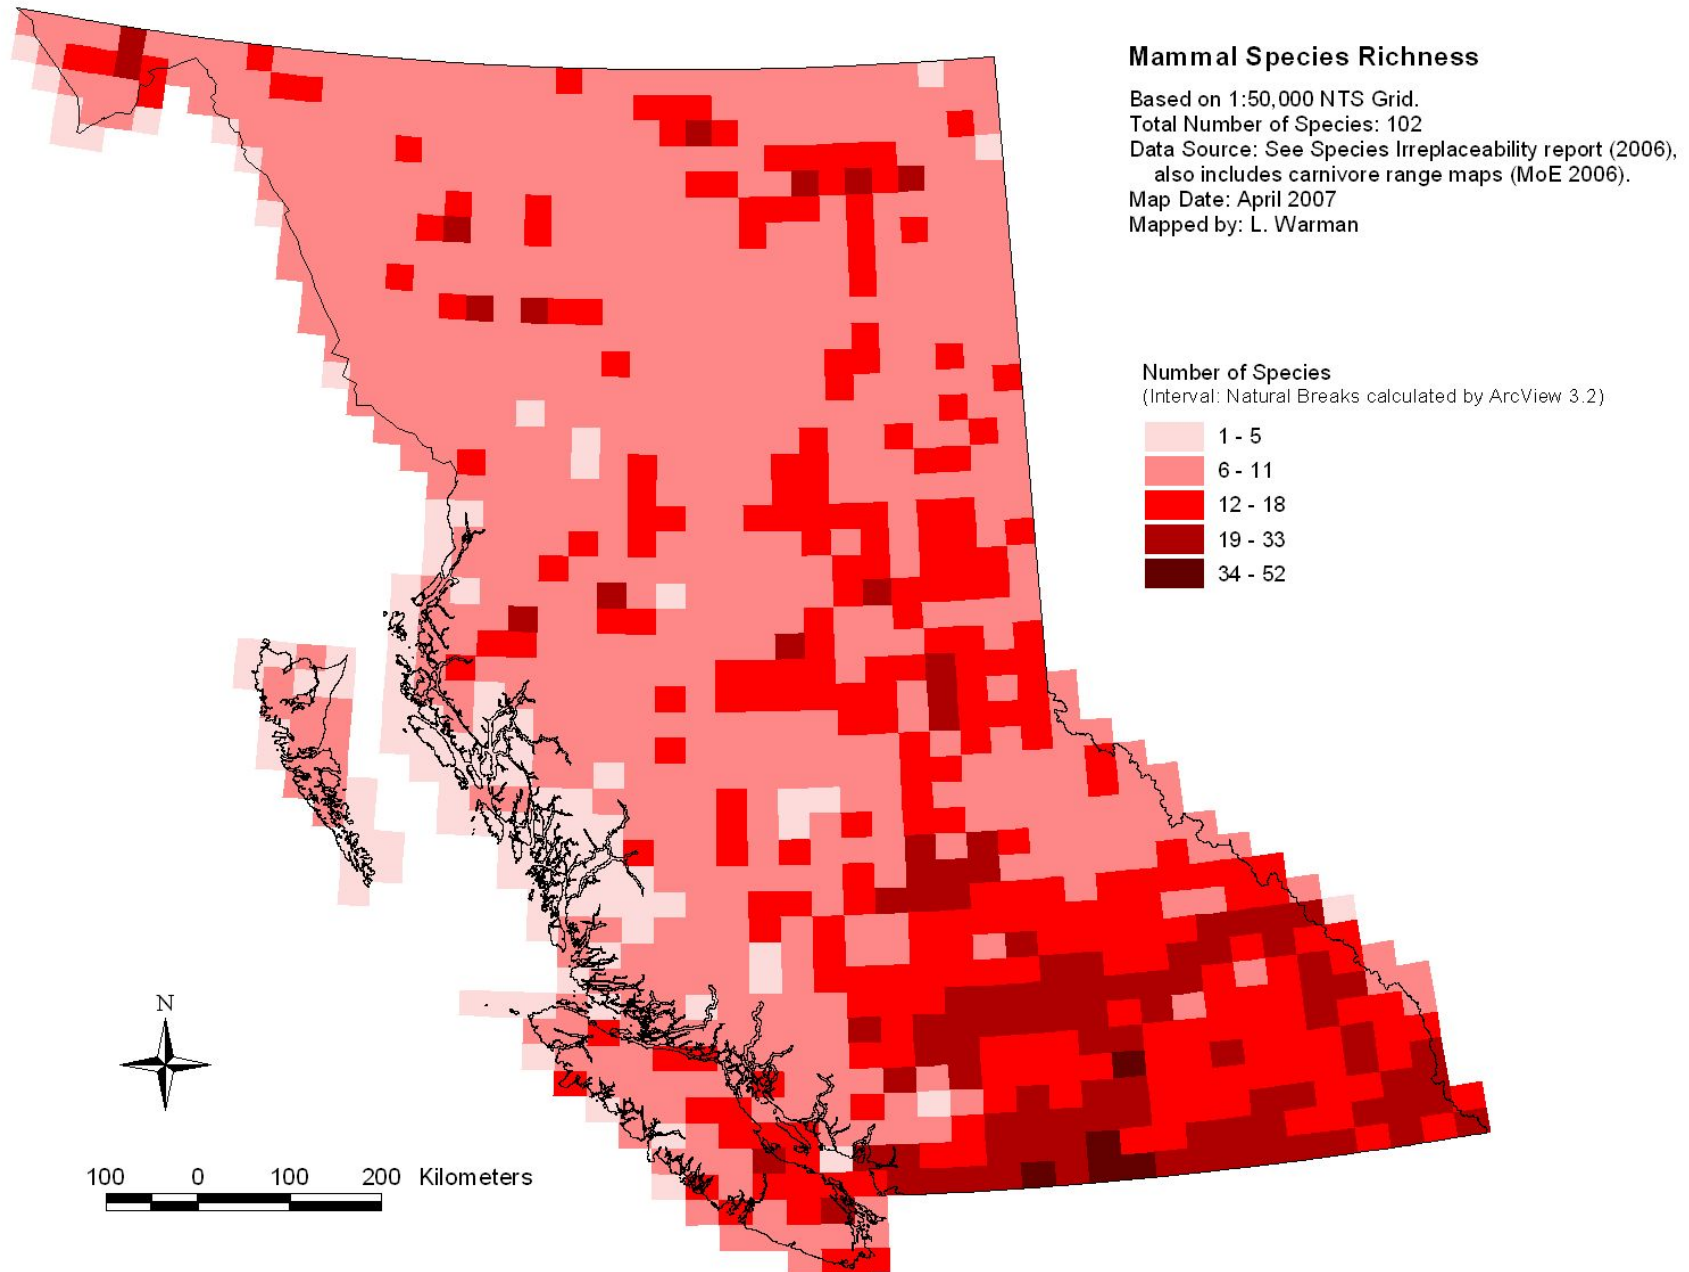 Mammal Species Richness
Based on 1:50,000 NTS Grid.
Total Number of Species: 102
Data Source: See Species Irreplaceability report (2006),
also includes carnivore range maps (MoE 2006).
Map Date: April 2007
Mapped by: L. Warman
Number of Species
(Interval: Natural Breaks calculated by ArcView 3.2)
1 - 5
6 - 11
12 - 18
19 - 33
34 - 52
N
100 0 100 200 Kilometers